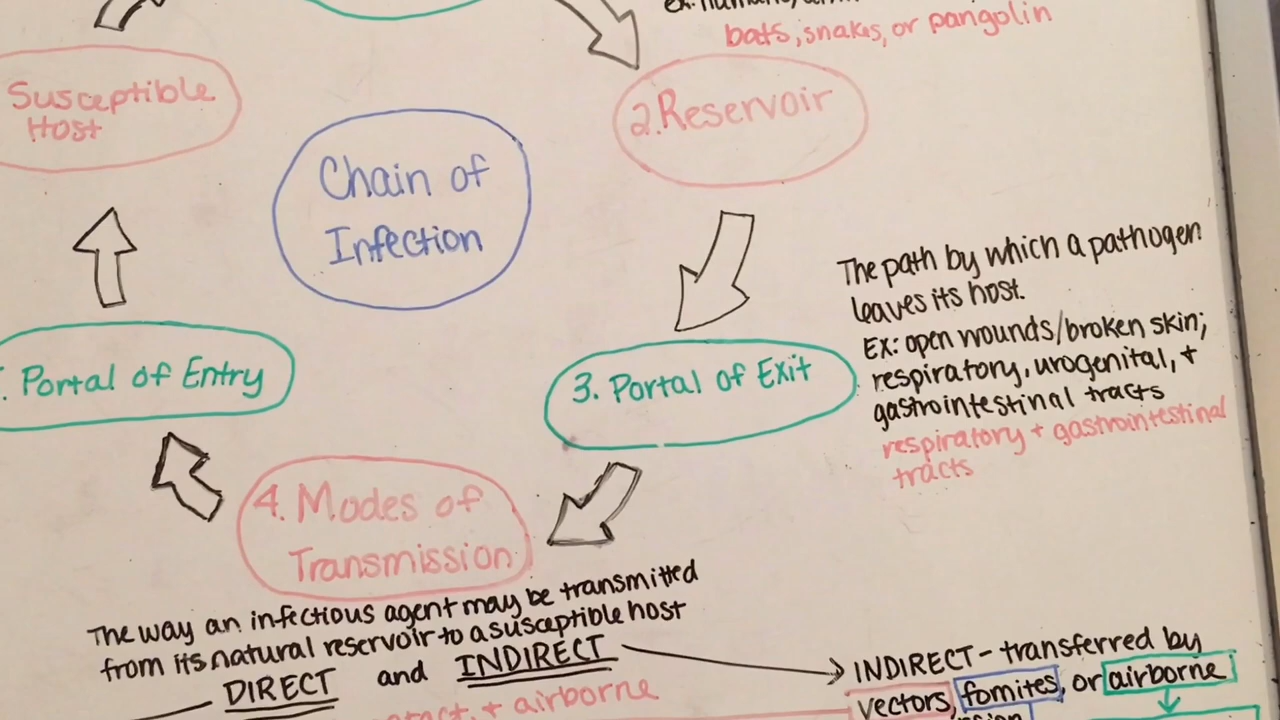 ex: humans/
bats, snakes, or pangolin
Susceptible
Host
2. Reservoir
Chain of
Infection
The path by which a pathogen
leaves its host.
EX: open wounds/broken skin;
respiratory, urogenital, +
gastrointestinal tracts
respiratory + gastrointestinal
tracts
Portal of Entry
3. Portal of Exit
4. Modes of
Transmission
The way an infectious agent may be transmitted
from its natural reservoir to a susceptible host
DIRECT and INDIRECT
+ airborne
INDIRECT - transferred by
vectors, fomites, or airborne